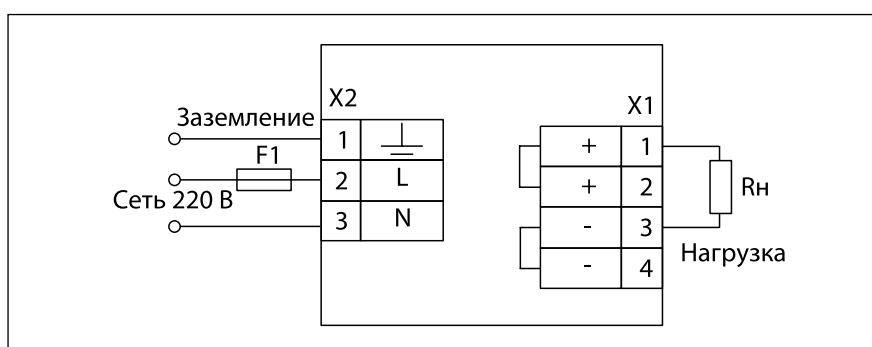 X2
X1
Заземление
1
F1
2
L
Сеть 220 В
3
N
+
1
+
2
-
3
-
4
Rн
Нагрузка